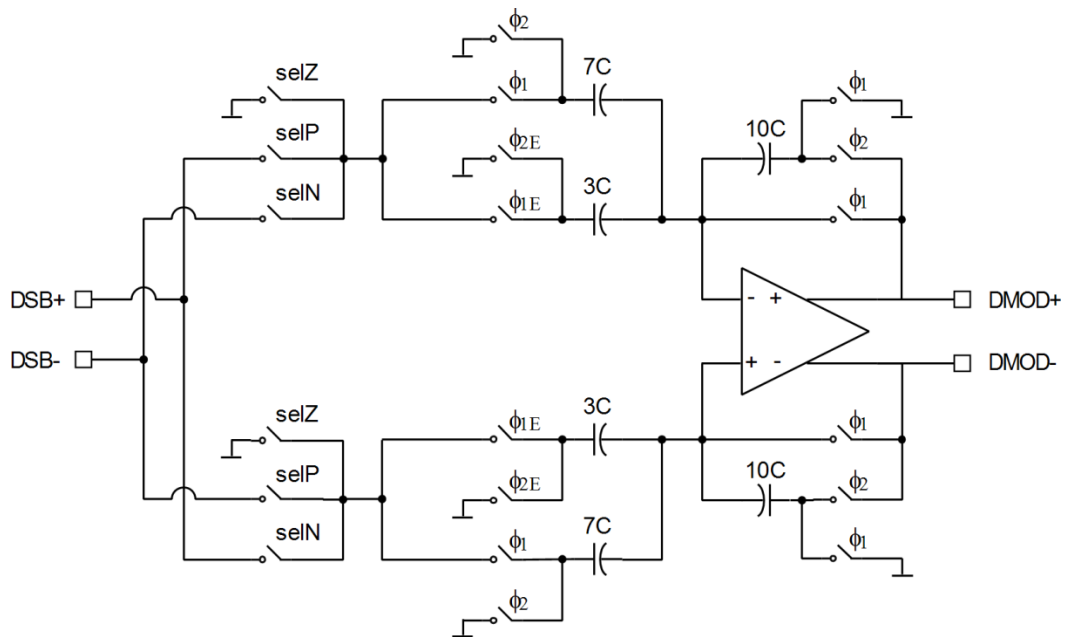 ϕ2
selZ
ϕ1
7C
ϕ1
selP
ϕ2E
10C
ϕ2
selN
ϕ1E
3C
ϕ1
DSB+
- +
DMOD+
DSB-
+ -
DMOD-
selZ
ϕ1E
3C
ϕ1
selP
ϕ2E
10C
ϕ2
selN
ϕ1
7C
ϕ1
ϕ2